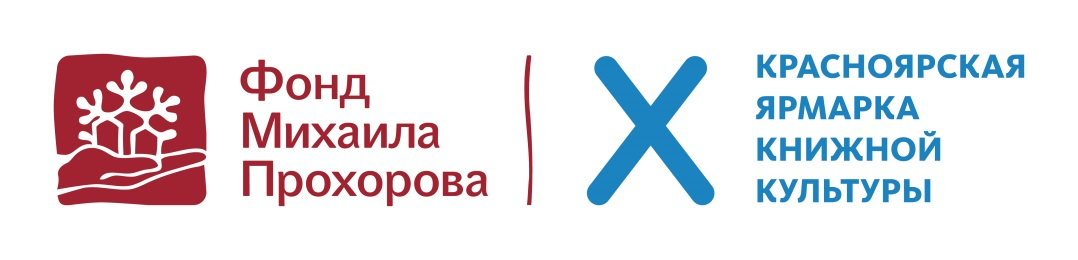 Фонд
Михаила
Прохорова
X
КРАСНОЯРСКАЯ
ЯРМАРКА
КНИЖНОЙ
КУЛЬТУРЫ